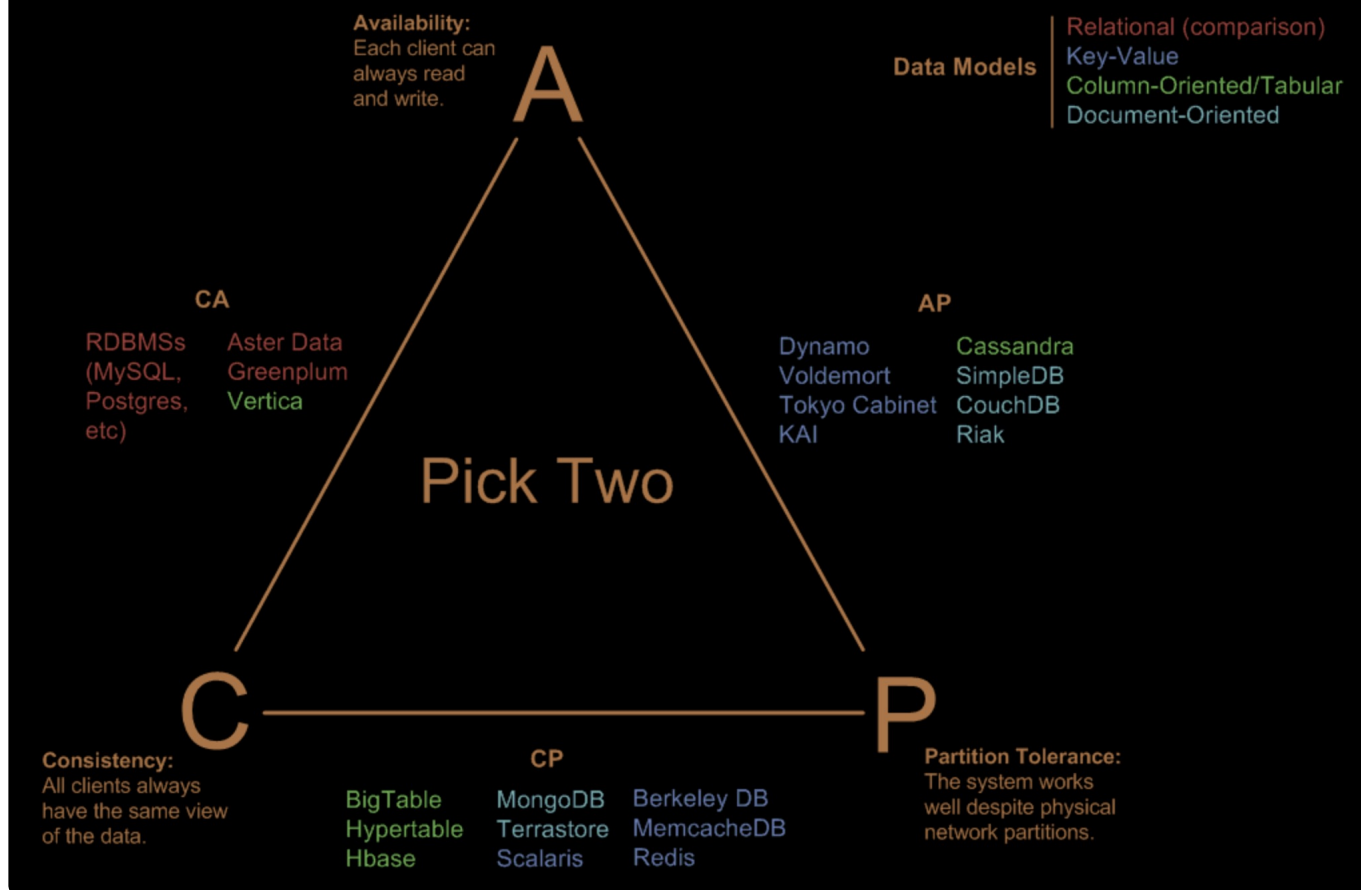 Availability:
Each client can
always read
and write.
A
Data Models
Relational (comparison)
Key-Value
Column-Oriented/Tabular
Document-Oriented
CA
RDBMSs
(MySQL,
Postgres,
etc)
Aster Data
Greenplum
Vertica
AP
Dynamo
Voldemort
Tokyo Cabinet
KAI
Cassandra
SimpleDB
CouchDB
Riak
Pick Two
C
Consistency:
All clients always
have the same view
of the data.
CP
BigTable
Hypertable
Hbase
MongoDB
Terrastore
Scalaris
Berkeley DB
MemcacheDB
Redis
P
Partition Tolerance:
The system works
well despite physical
network partitions.